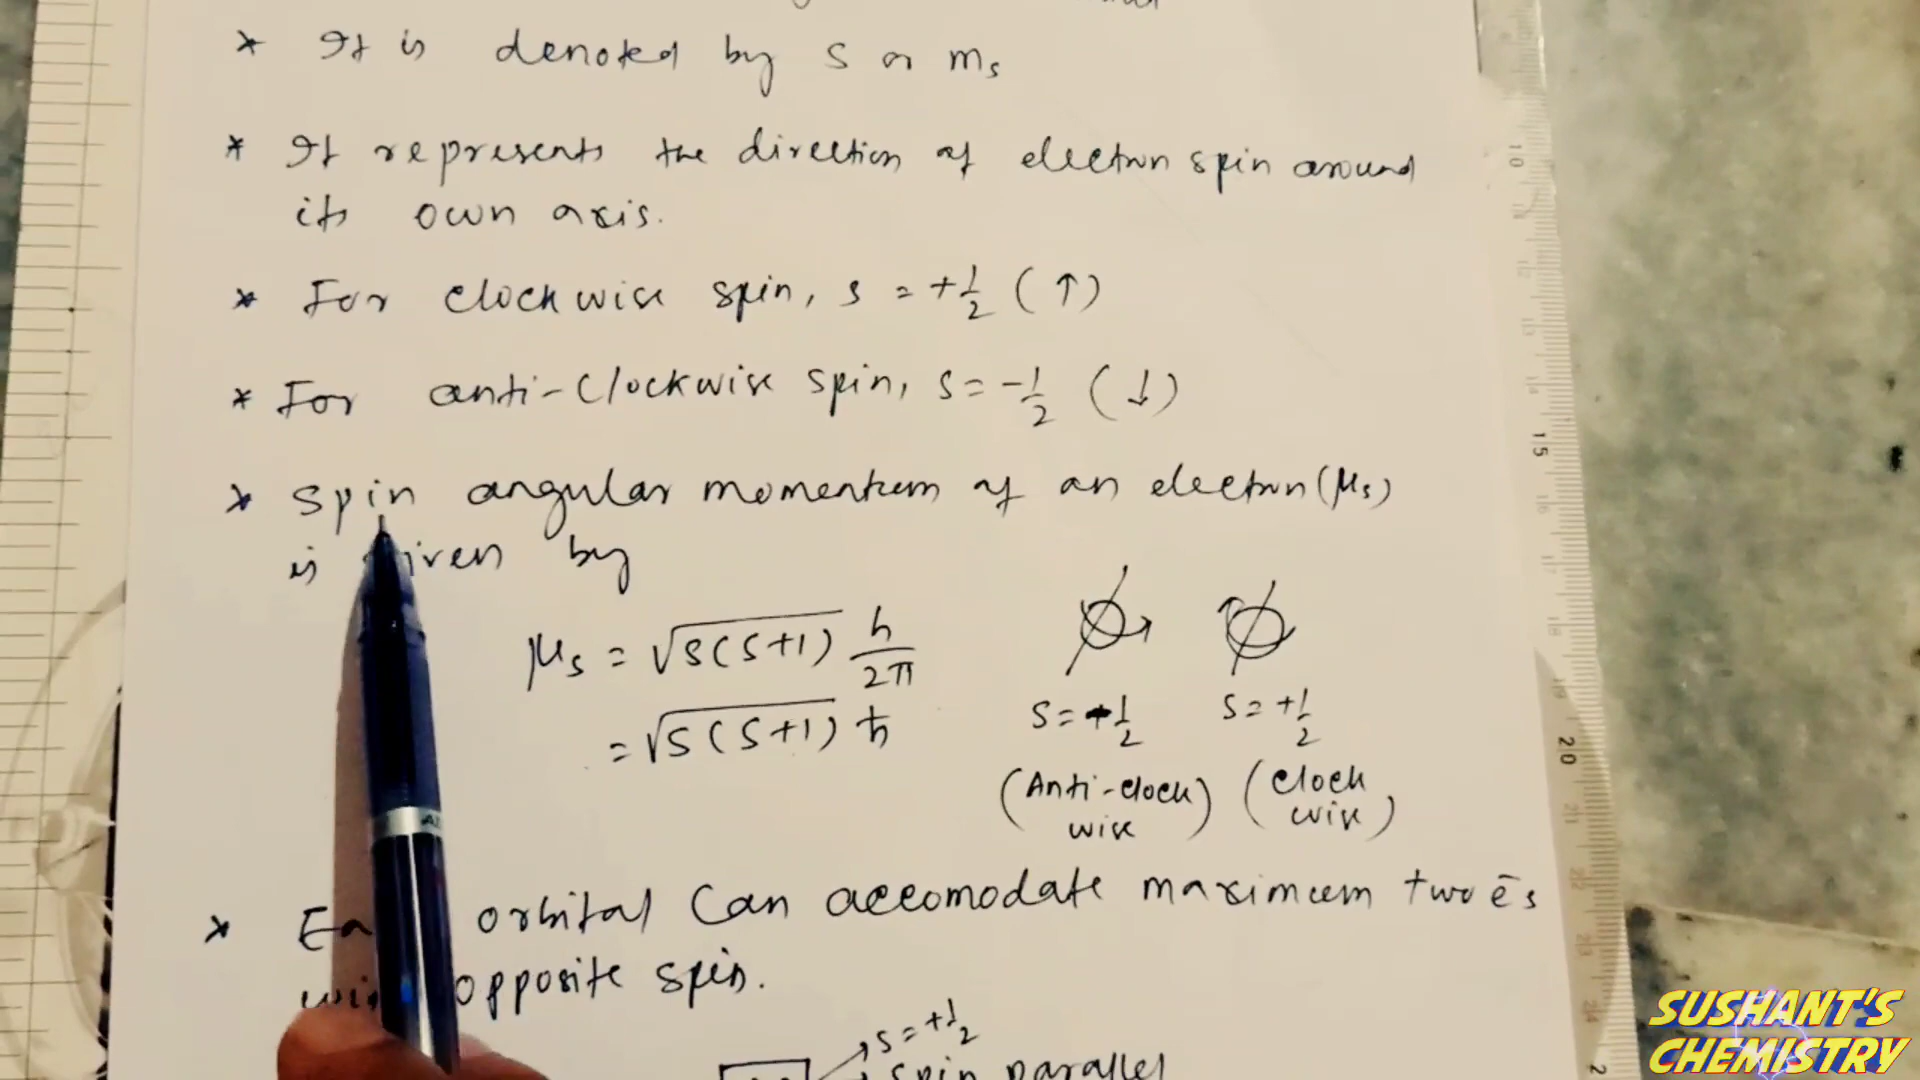 * It is denoted by s or ms
* It represents the direction of electron spin around
its own axis.
* For clockwise spin, s = +1/2 (↑)
* For anti-clockwise spin, s = -1/2 (↓)
* Spin angular momentum of an electron (μs)
is given by
μs = √s(s+1) h/2π
= √s(s+1) ħ
s = -1/2 s = +1/2
(Anti-clock wise) (clock wise)
* orbital can accomodate maximum two ēs
opposite spin.
s = +1/2
spin parallel
10
15
20
SUSHANT'S
CHEMISTRY